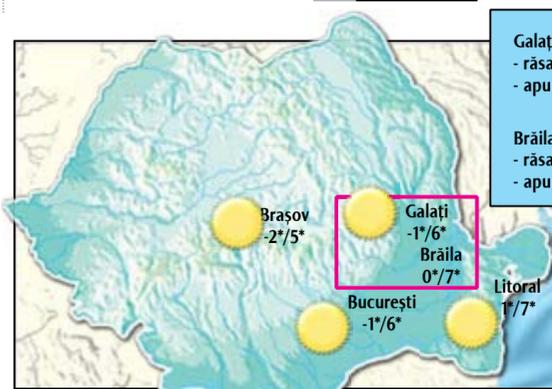 Galaț
- răsa
- apu
Brăila
- răsa
- apu
Brașov
-2*/5*
Galați
-1*/6*
Brăila
0*/7*
București
-1*/6*
Litoral
1*/7*